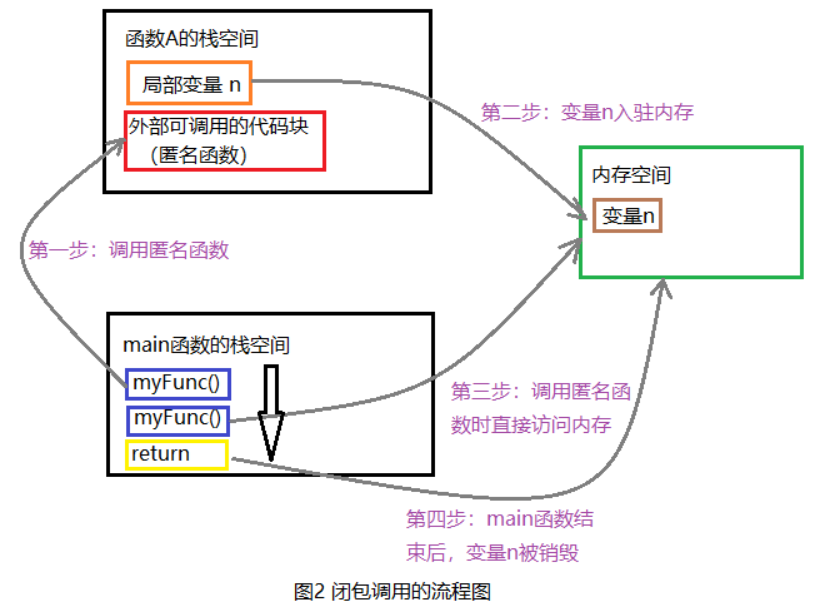 函数A的栈空间
局部变量 n
外部可调用的代码块
（匿名函数）
第二步：变量n入驻内存
内存空间
变量n
第一步：调用匿名函数
main函数的栈空间
myFunc()
myFunc()
return
第三步：调用匿名函
数时直接访问内存
第四步：main函数结
束后，变量n被销毁
图2 闭包调用的流程图